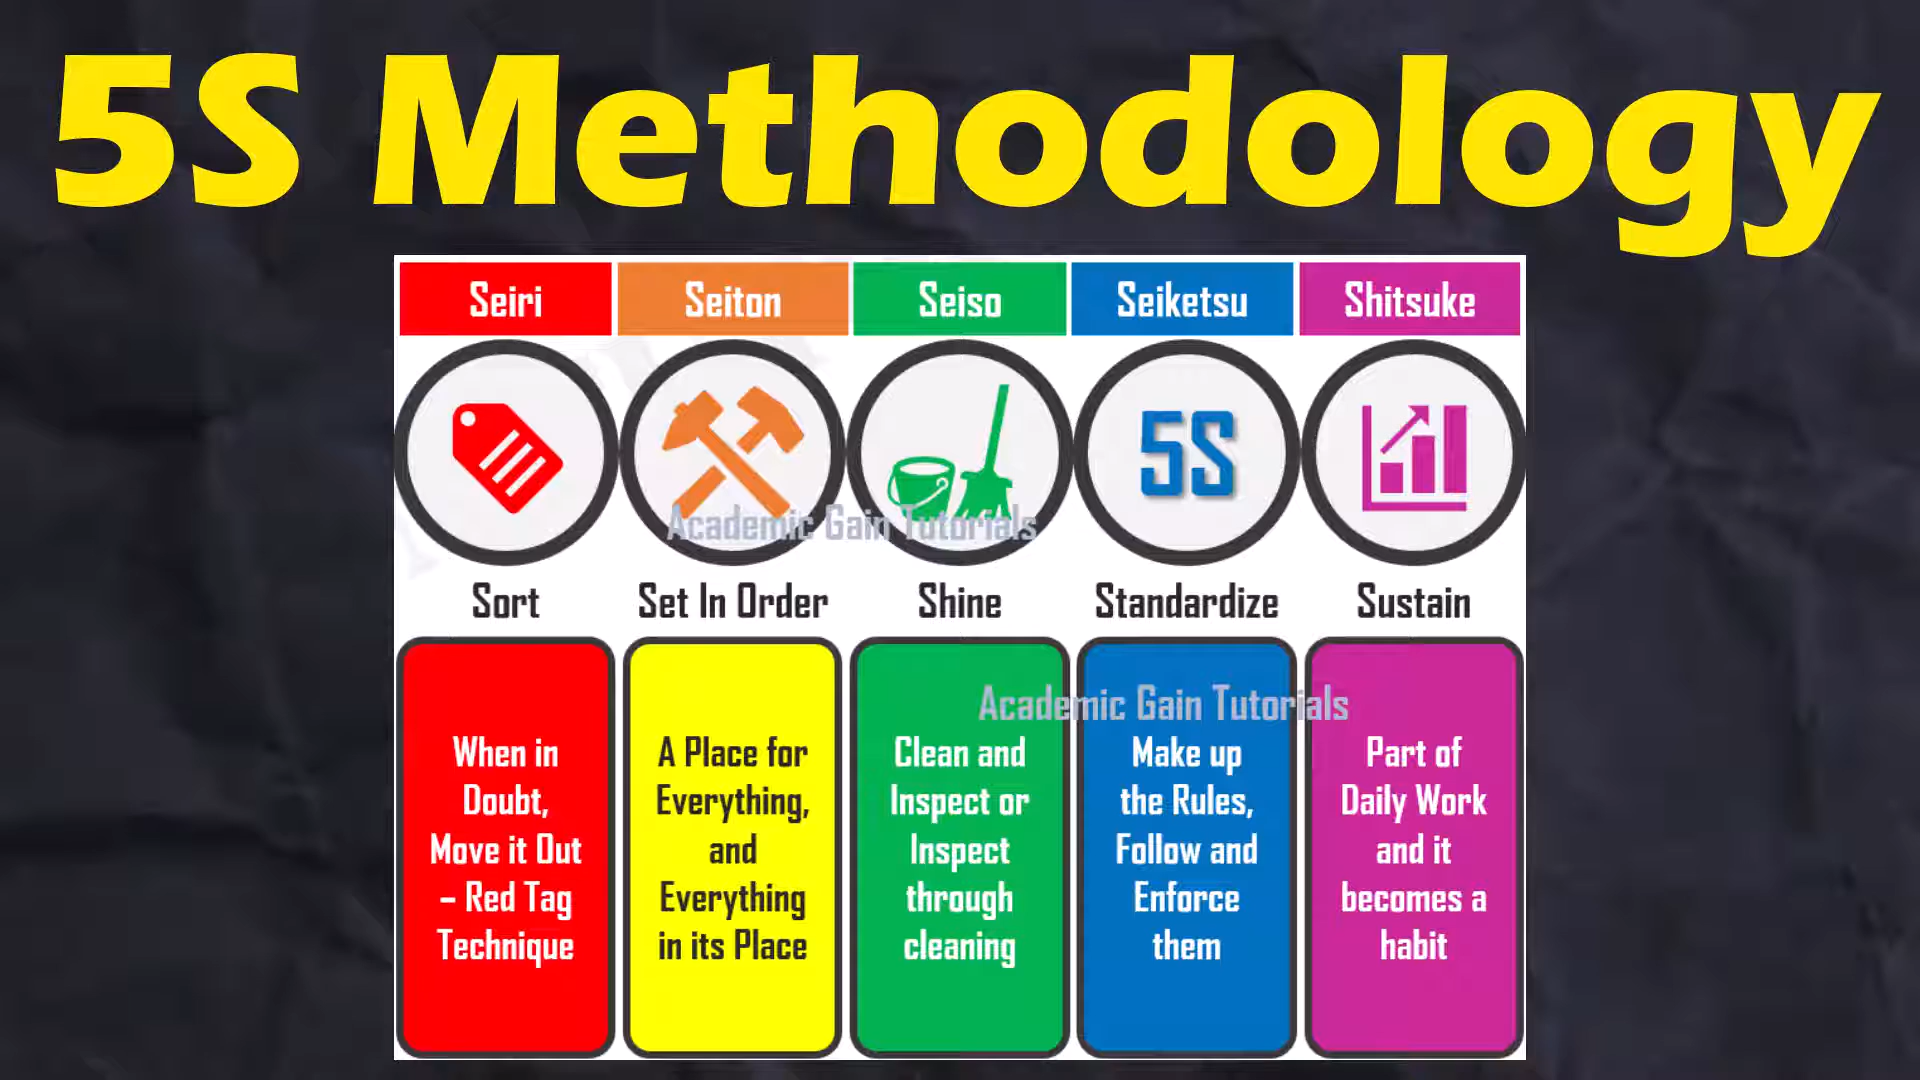 5S Methodology
Seiri
Seiton
Seiso
Seiketsu
Shitsuke
5S
Academic Gain Tutorials
Sort
Set In Order
Shine
Standardize
Sustain
Academic Gain Tutorials
When in
Doubt,
Move it Out
– Red Tag
Technique
A Place for
Everything,
and
Everything
in its Place
Clean and
Inspect or
Inspect
through
cleaning
Make up
the Rules,
Follow and
Enforce
them
Part of
Daily Work
and it
becomes a
habit